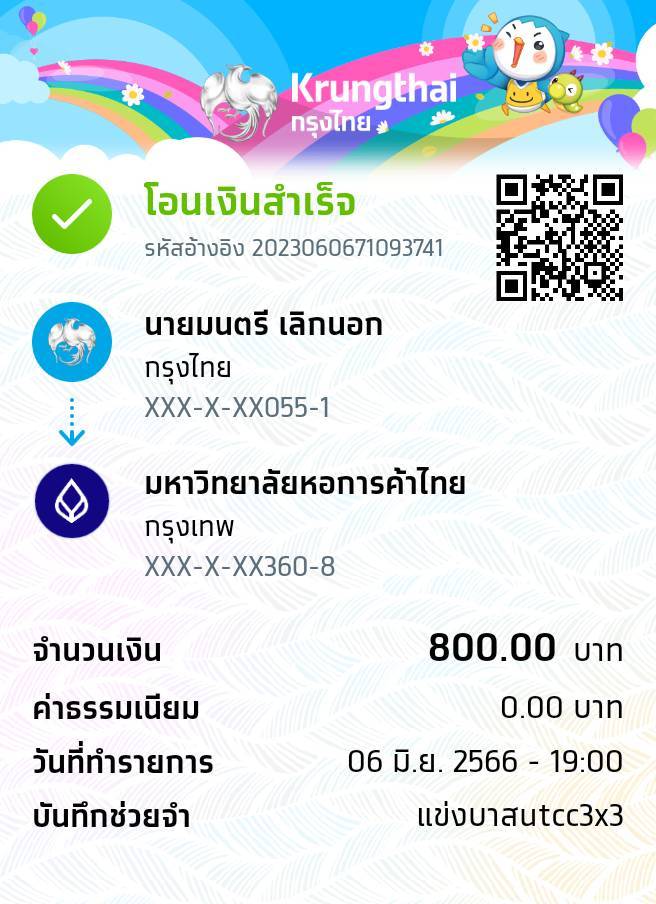 Krungthai
กรุงไทย
โอนเงินสำเร็จ
รหัสอ้างอิง 2023060671093741
นายมนตรี เลิกนอก
กรุงไทย
XXX-X-XX055-1
มหาวิทยาลัยหอการค้าไทย
กรุงเทพ
XXX-X-XX360-8
จำนวนเงิน 800.00 บาท
ค่าธรรมเนียม 0.00 บาท
วันที่ทำรายการ 06 มิ.ย. 2566 - 19:00
บันทึกช่วยจำ แข่งบาสutcc3x3